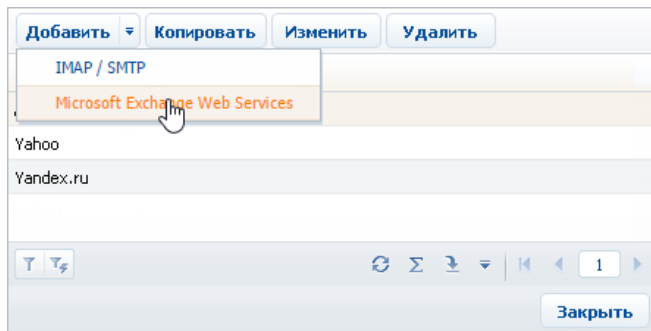 Добавить Копировать Изменить Удалить
IMAP / SMTP
Microsoft Exchange Web Services
Yahoo
Yandex.ru
1
Закрыть